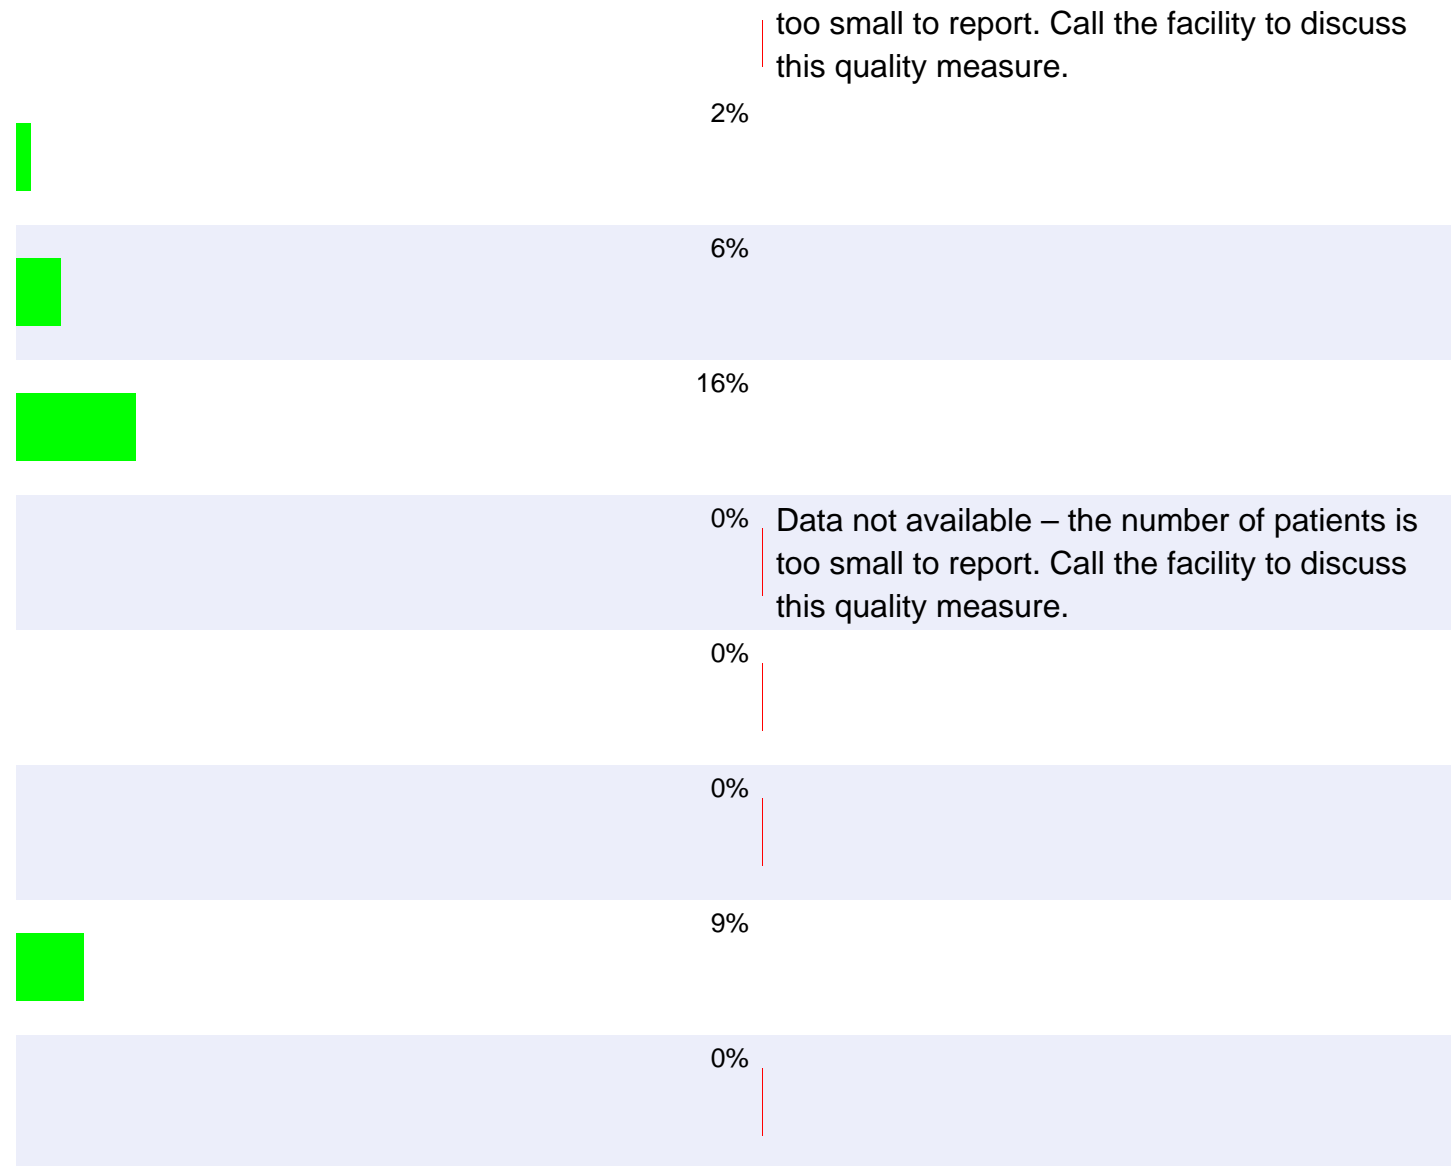 too small to report. Call the facility to discuss
this quality measure.
2%
6%
16%
0% Data not available – the number of patients is
too small to report. Call the facility to discuss
this quality measure.
0%
0%
9%
0%